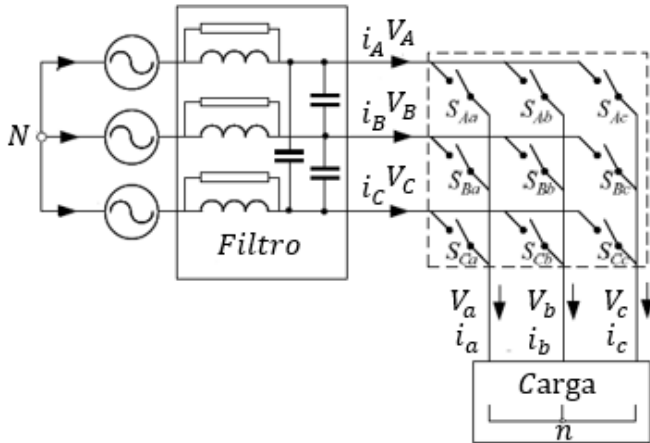 i_A V_A
S_Aa S_Ab S_Ac
N
i_B V_B
S_Ba S_Bb S_Bc
i_C V_C
Filtro
S_Ca S_Cb S_Cc
V_a V_b V_c
i_a i_b i_c
Carga
n